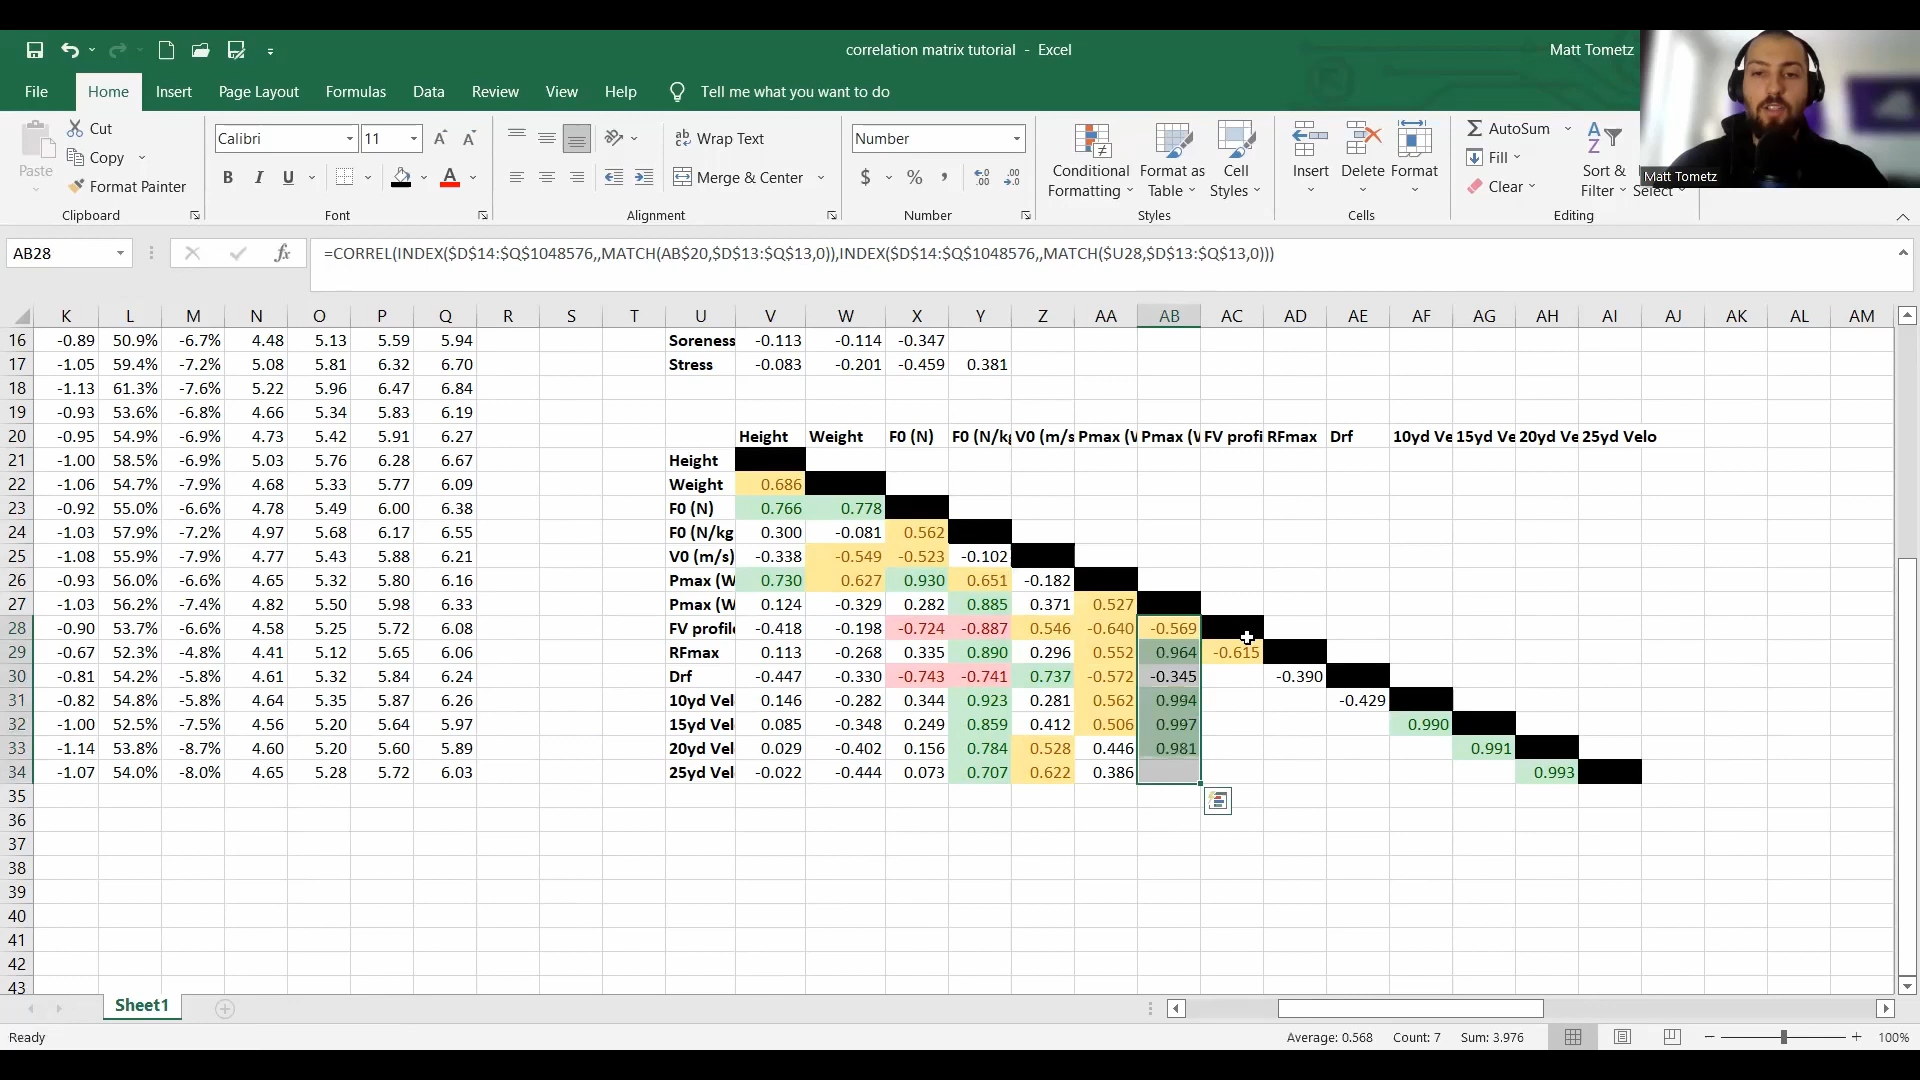 correlation matrix tutorial - Excel
Matt Tometz
File Home Insert Page Layout Formulas Data Review View Help Tell me what you want to do
Paste
Cut
Copy
Format Painter
Clipboard
Calibri 11
B I U
Font
Wrap Text
Merge & Center
Alignment
Number
$ % ,
Number
Conditional Formatting
Format as Table
Cell Styles
Styles
Insert Delete Format
Cells
AutoSum
Fill
Clear
Sort & Filter
Select
Editing
Matt Tometz
AB28
fx
=CORREL(INDEX($D$14:$Q$1048576,,MATCH(AB$20,$D$13:$Q$13,0)),INDEX($D$14:$Q$1048576,,MATCH($U28,$D$13:$Q$13,0)))
K L M N O P Q R S T U V W X Y Z AA AB AC AD AE AF AG AH AI AJ AK AL AM
16 -0.89 50.9% -6.7% 4.48 5.13 5.59 5.94 Soreness -0.113 -0.114 -0.347
17 -1.05 59.4% -7.2% 5.08 5.81 6.32 6.70 Stress -0.083 -0.201 -0.459 0.381
18 -1.13 61.3% -7.6% 5.22 5.96 6.47 6.84
19 -0.93 53.6% -6.8% 4.66 5.34 5.83 6.19
20 -0.95 54.9% -6.9% 4.73 5.42 5.91 6.27 Height Weight F0 (N) F0 (N/kg V0 (m/s Pmax (W Pmax (W FV profi RFmax Drf 10yd Ve 15yd Ve 20yd Ve 25yd Velo
21 -1.00 58.5% -6.9% 5.03 5.76 6.28 6.67 Height
22 -1.06 54.7% -7.9% 4.68 5.33 5.77 6.09 Weight 0.686
23 -0.92 55.0% -6.6% 4.78 5.49 6.00 6.38 F0 (N) 0.766 0.778
24 -1.03 57.9% -7.2% 4.97 5.68 6.17 6.55 F0 (N/kg 0.300 -0.081 0.562
25 -1.08 55.9% -7.9% 4.77 5.43 5.88 6.21 V0 (m/s) -0.338 -0.549 -0.523 -0.102
26 -0.93 56.0% -6.6% 4.65 5.32 5.80 6.16 Pmax (W 0.730 0.627 0.930 0.651 -0.182
27 -1.03 56.2% -7.4% 4.82 5.50 5.98 6.33 Pmax (W 0.124 -0.329 0.282 0.885 0.371 0.527
28 -0.90 53.7% -6.6% 4.58 5.25 5.72 6.08 FV profile -0.418 -0.198 -0.724 -0.887 0.546 -0.640 -0.569
29 -0.67 52.3% -4.8% 4.41 5.12 5.65 6.06 RFmax 0.113 -0.268 0.335 0.890 0.296 0.552 0.964 -0.615
30 -0.81 54.2% -5.8% 4.61 5.32 5.84 6.24 Drf -0.447 -0.330 -0.743 -0.741 0.737 -0.572 -0.345 -0.390
31 -0.82 54.8% -5.8% 4.64 5.35 5.87 6.26 10yd Vel 0.146 -0.282 0.344 0.923 0.281 0.562 0.994 -0.429
32 -1.00 52.5% -7.5% 4.56 5.20 5.64 5.97 15yd Vel 0.085 -0.348 0.249 0.859 0.412 0.506 0.997 0.990
33 -1.14 53.8% -8.7% 4.60 5.20 5.60 5.89 20yd Vel 0.029 -0.402 0.156 0.784 0.528 0.446 0.981 0.991
34 -1.07 54.0% -8.0% 4.65 5.28 5.72 6.03 25yd Vel -0.022 -0.444 0.073 0.707 0.622 0.386 0.993
35
36
37
38
39
40
41
42
43
Sheet1
Ready
Average: 0.568 Count: 7 Sum: 3.976
100%